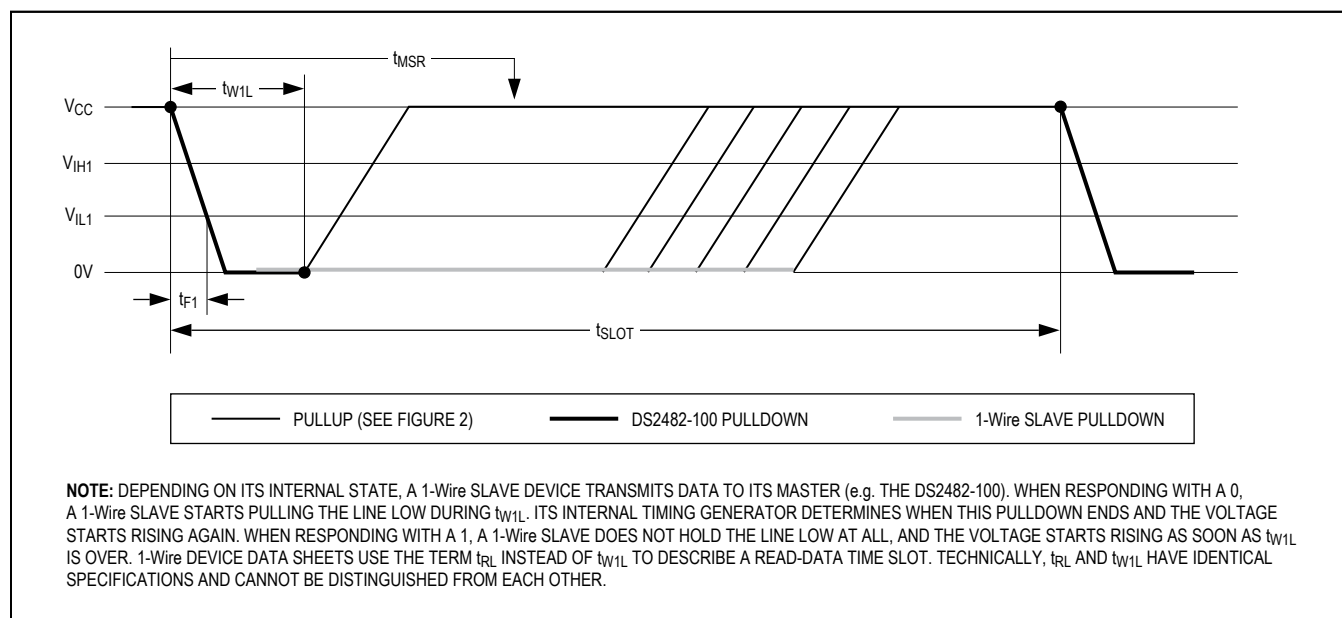 tMSR
tW1L
VCC
VIH1
VIL1
0V
tF1
tSLOT
PULLUP (SEE FIGURE 2) DS2482-100 PULLDOWN 1-Wire SLAVE PULLDOWN
NOTE: DEPENDING ON ITS INTERNAL STATE, A 1-Wire SLAVE DEVICE TRANSMITS DATA TO ITS MASTER (e.g. THE DS2482-100). WHEN RESPONDING WITH A 0,
A 1-Wire SLAVE STARTS PULLING THE LINE LOW DURING tW1L. ITS INTERNAL TIMING GENERATOR DETERMINES WHEN THIS PULLDOWN ENDS AND THE VOLTAGE
STARTS RISING AGAIN. WHEN RESPONDING WITH A 1, A 1-Wire SLAVE DOES NOT HOLD THE LINE LOW AT ALL, AND THE VOLTAGE STARTS RISING AS SOON AS tW1L
IS OVER. 1-Wire DEVICE DATA SHEETS USE THE TERM tRL INSTEAD OF tW1L TO DESCRIBE A READ-DATA TIME SLOT. TECHNICALLY, tRL AND tW1L HAVE IDENTICAL
SPECIFICATIONS AND CANNOT BE DISTINGUISHED FROM EACH OTHER.